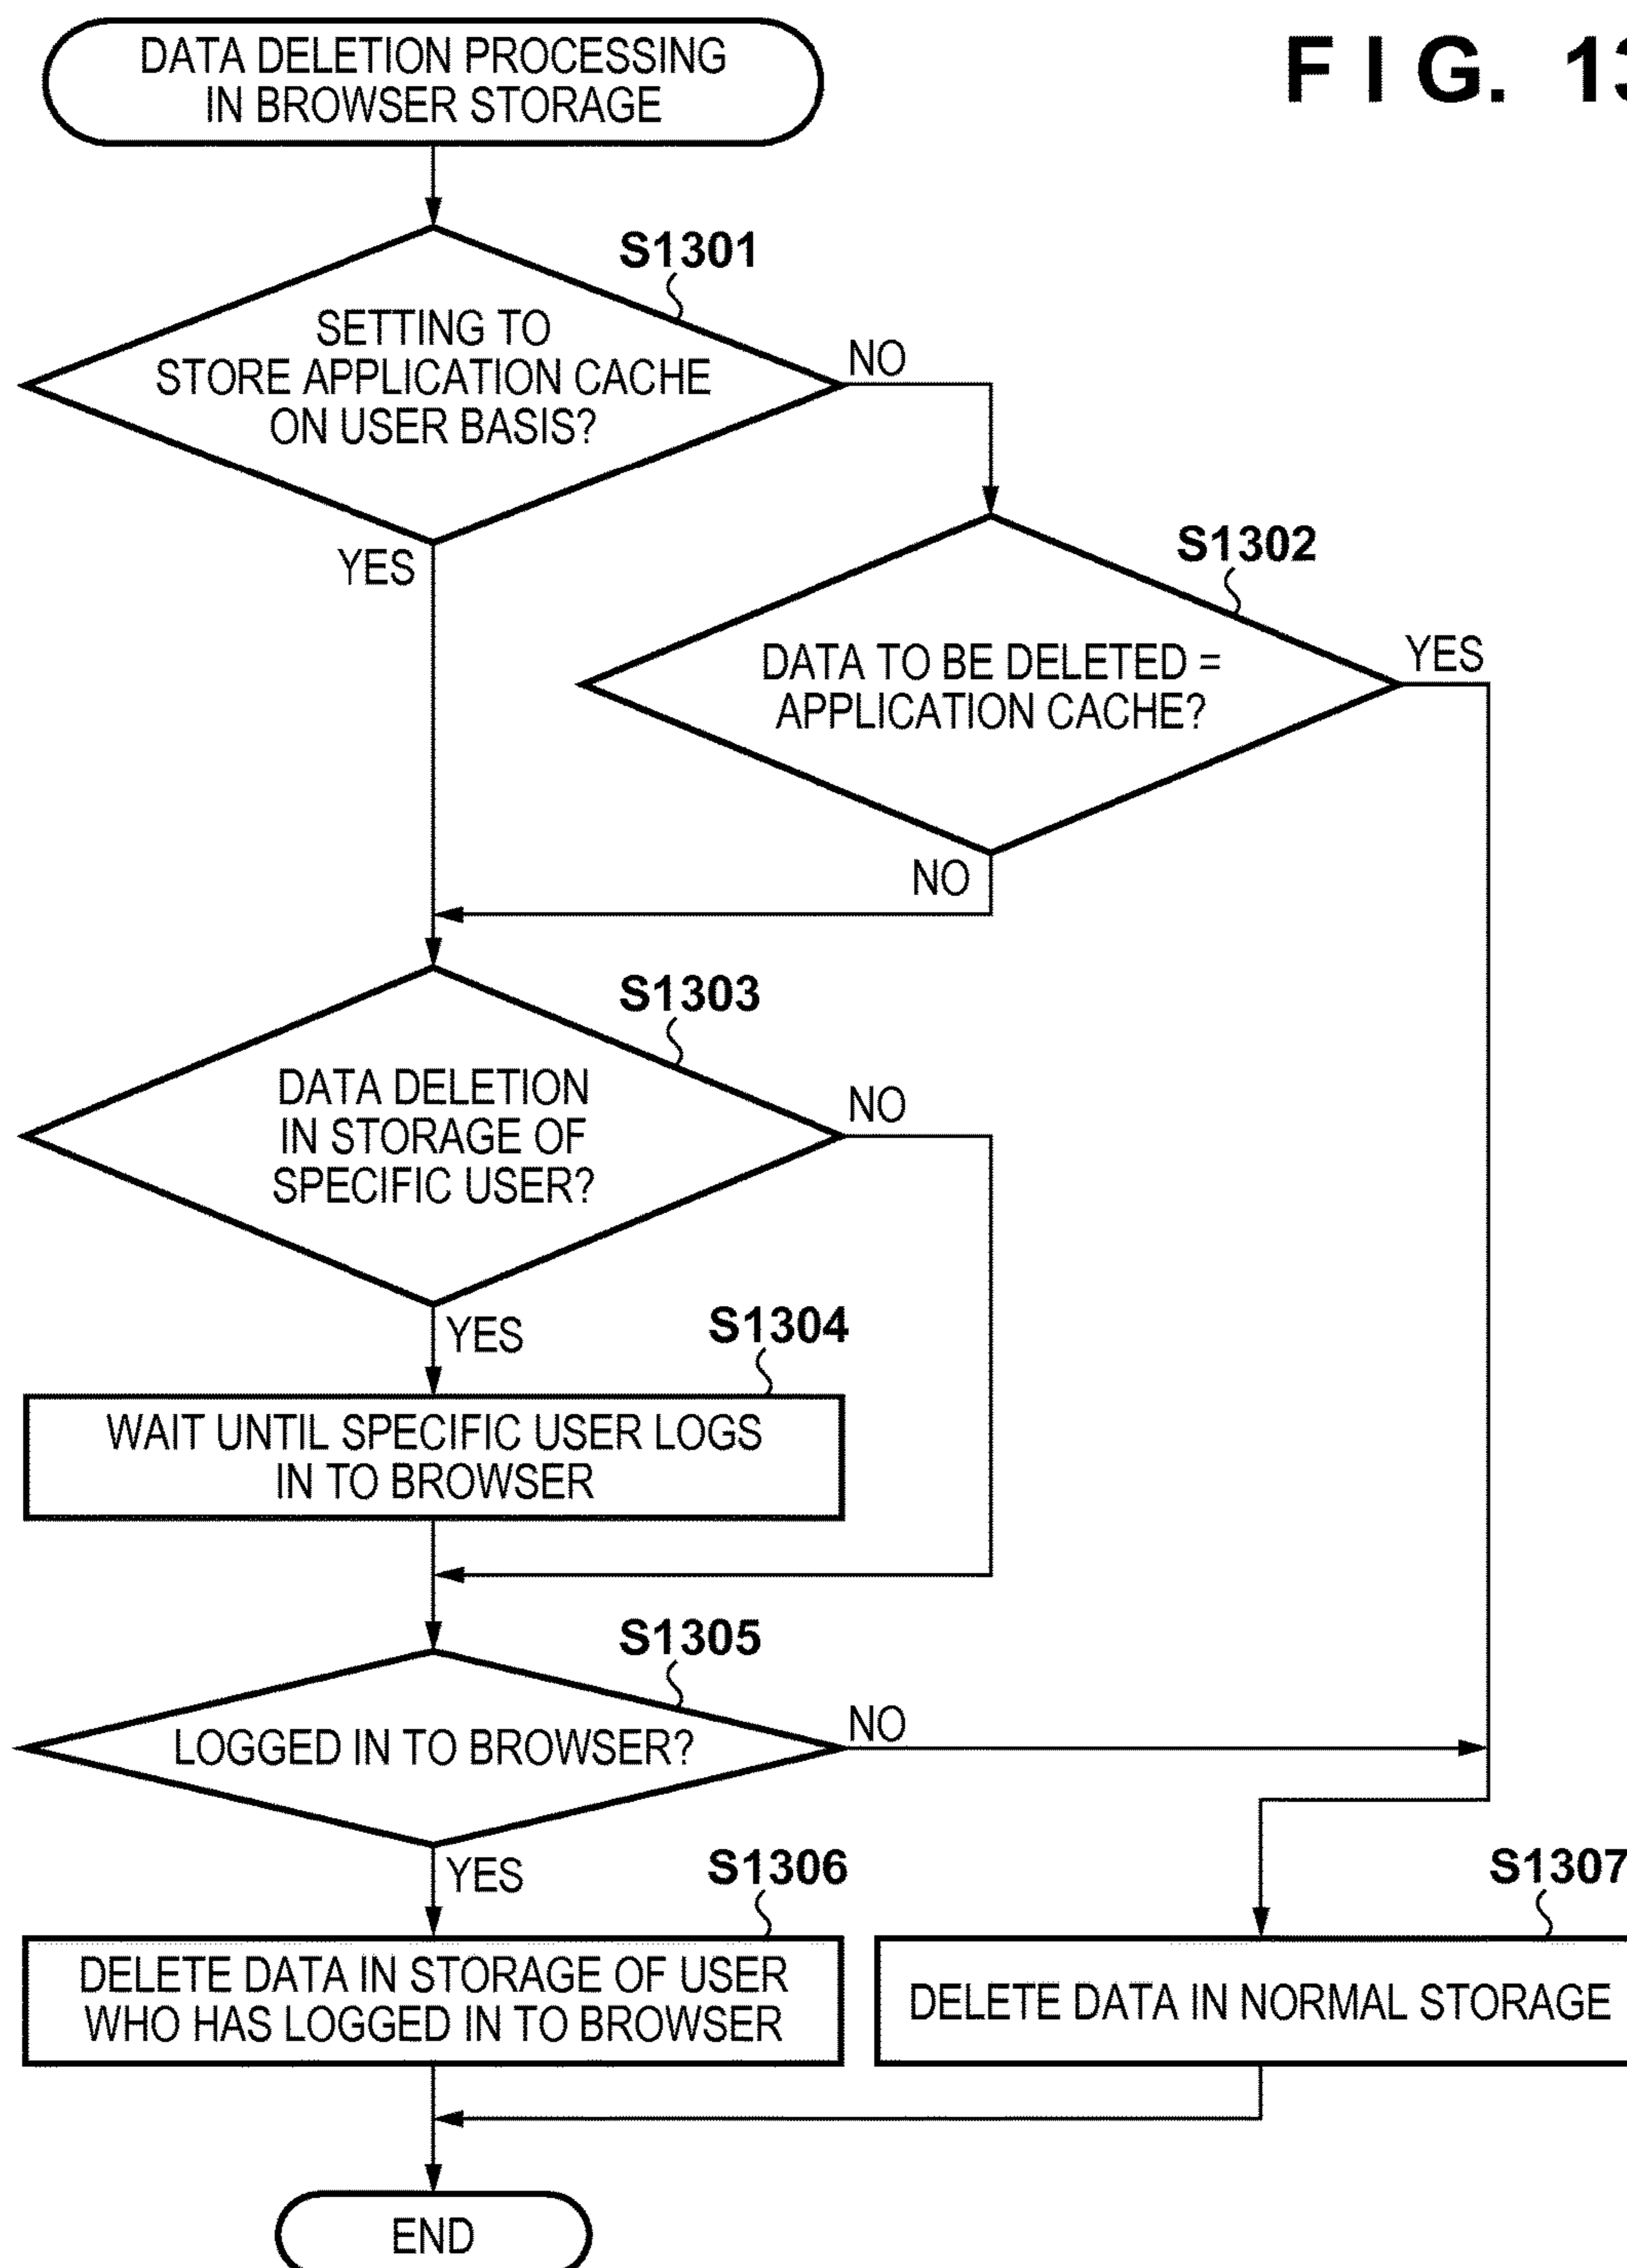 DATA DELETION PROCESSING
IN BROWSER STORAGE
FIG. 13
S1301
SETTING TO
STORE APPLICATION CACHE
ON USER BASIS?
NO
YES
S1302
DATA TO BE DELETED =
APPLICATION CACHE?
YES
NO
S1303
DATA DELETION
IN STORAGE OF
SPECIFIC USER?
NO
YES
S1304
WAIT UNTIL SPECIFIC USER LOGS
IN TO BROWSER
S1305
LOGGED IN TO BROWSER?
NO
YES
S1306
DELETE DATA IN STORAGE OF USER
WHO HAS LOGGED IN TO BROWSER
S1307
DELETE DATA IN NORMAL STORAGE
END